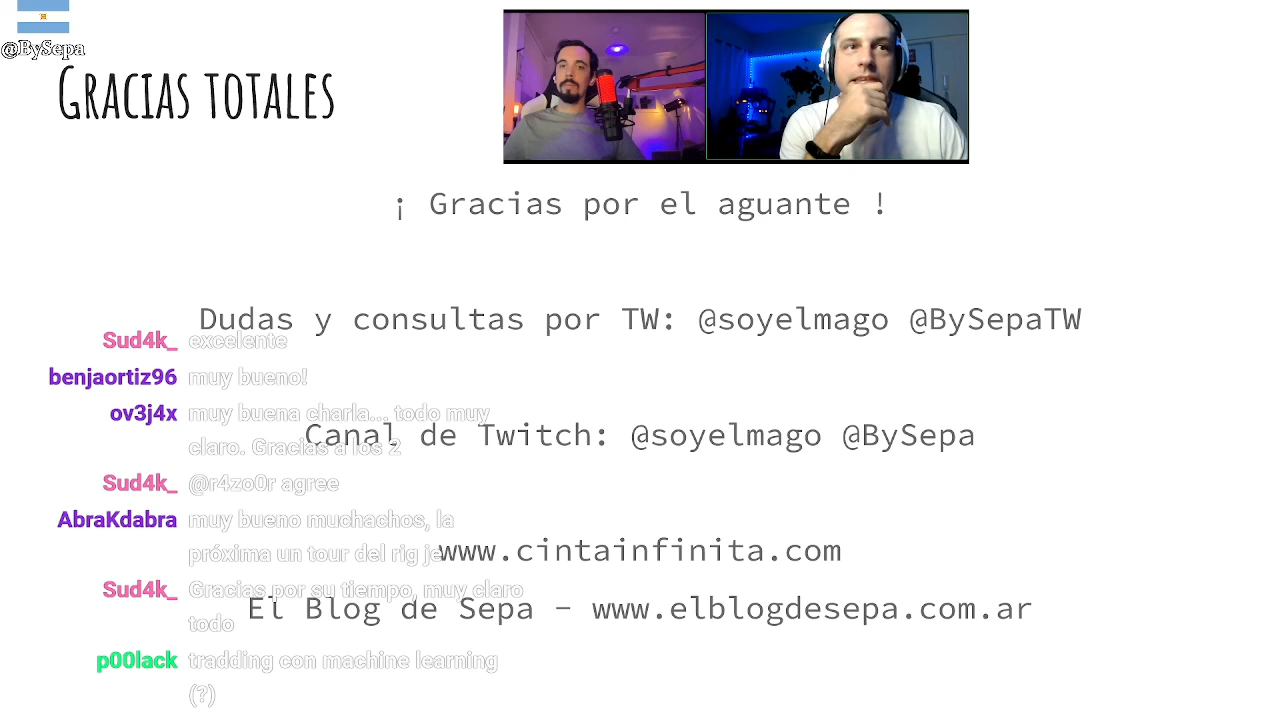 @BySepa
GRACIAS TOTALES
¡ Gracias por el aguante !
Dudas y consultas por TW: @soyelmago @BySepaTW
Sud4k_ excelente
benjaortiz96 muy bueno!
ov3j4x muy buena charla... todo muy
claro. Gracias a los 2
Canal de Twitch: @soyelmago @BySepa
Sud4k_ @r4zo0r agree
AbraKdabra muy bueno muchachos, la
próxima un tour del rig je
www.cintainfinita.com
Sud4k_ Gracias por su tiempo, muy claro
todo
El Blog de Sepa - www.elblogdesepa.com.ar
p00lack tradding con machine learning
(?)